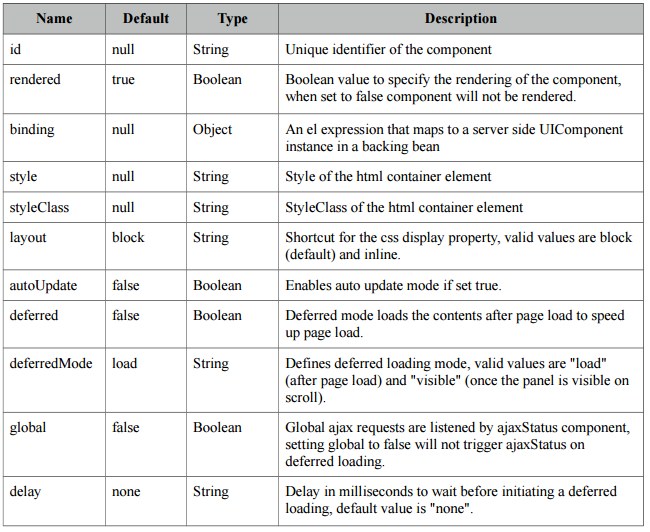 Name Default Type Description
id null String Unique identifier of the component
rendered true Boolean Boolean value to specify the rendering of the component,
when set to false component will not be rendered.
binding null Object An el expression that maps to a server side UIComponent
instance in a backing bean
style null String Style of the html container element
styleClass null String StyleClass of the html container element
layout block String Shortcut for the css display property, valid values are block
(default) and inline.
autoUpdate false Boolean Enables auto update mode if set true.
deferred false Boolean Deferred mode loads the contents after page load to speed
up page load.
deferredMode load String Defines deferred loading mode, valid values are "load"
(after page load) and "visible" (once the panel is visible on
scroll).
global false Boolean Global ajax requests are listened by ajaxStatus component,
setting global to false will not trigger ajaxStatus on
deferred loading.
delay none String Delay in milliseconds to wait before initiating a deferred
loading, default value is "none".